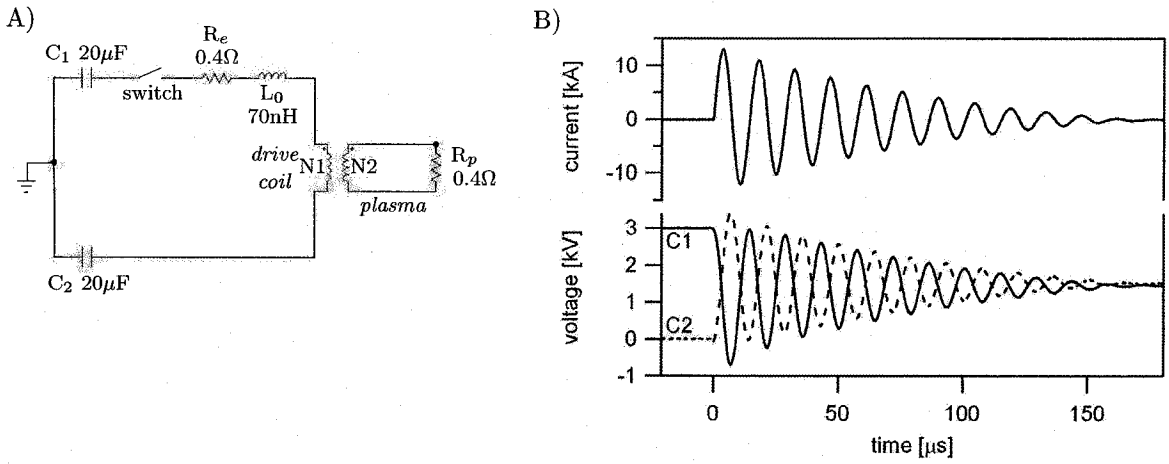 A)
C₁ 20μF
switch
Rₑ
0.4Ω
L₀
70nH
drive
coil
N1
N2
Rₚ
0.4Ω
plasma
C₂ 20μF
B)
current [kA]
10
0
-10
voltage [kV]
3
2
1
0
-1
C1
C2
0
50
100
150
time [μs]